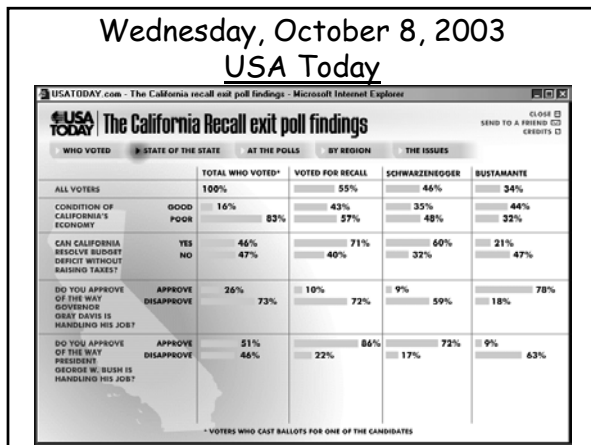 Wednesday, October 8, 2003
USA Today
USATODAY.com - The California recall exit poll findings - Microsoft Internet Explorer
USA TODAY The California Recall exit poll findings
CLOSE
SEND TO A FRIEND
CREDITS
WHO VOTED STATE OF THE STATE AT THE POLLS BY REGION THE ISSUES
TOTAL WHO VOTED* VOTED FOR RECALL SCHWARZENEGGER BUSTAMANTE
ALL VOTERS 100% 55% 46% 34%
CONDITION OF CALIFORNIA'S ECONOMY
GOOD 16% 43% 35% 44%
POOR 83% 57% 48% 32%
CAN CALIFORNIA RESOLVE BUDGET DEFICIT WITHOUT RAISING TAXES?
YES 46% 71% 60% 21%
NO 47% 40% 32% 47%
DO YOU APPROVE OF THE WAY GOVERNOR GRAY DAVIS IS HANDLING HIS JOB?
APPROVE 26% 10% 9% 78%
DISAPPROVE 73% 72% 59% 18%
DO YOU APPROVE OF THE WAY PRESIDENT GEORGE W. BUSH IS HANDLING HIS JOB?
APPROVE 51% 86% 72% 9%
DISAPPROVE 46% 22% 17% 63%
* VOTERS WHO CAST BALLOTS FOR ONE OF THE CANDIDATES